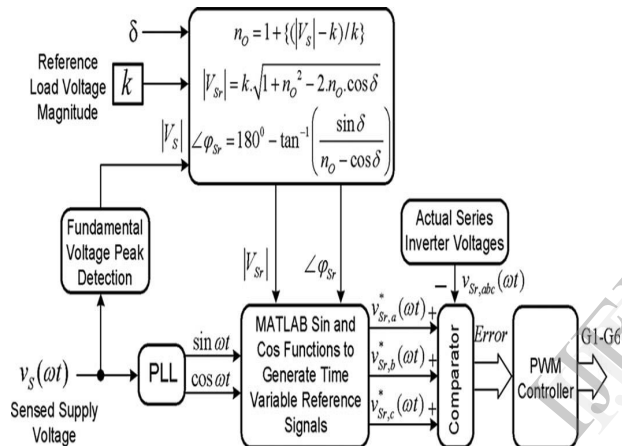 δ
Reference
Load Voltage
Magnitude
k
|V_S|
n_O = 1 + {(|V_S| − k) / k}
|V_Sr| = k.√(1 + n_O² − 2.n_O.cos δ)
∠φ_Sr = 180⁰ − tan⁻¹(sin δ / (n_O − cos δ))
Fundamental
Voltage Peak
Detection
|V_Sr|
∠φ_Sr
Actual Series
Inverter Voltages
− v_Sr,abc(ωt)
v_S(ωt)
Sensed Supply
Voltage
PLL
sin ωt
cos ωt
MATLAB Sin and
Cos Functions to
Generate Time
Variable Reference
Signals
v*_Sr,a(ωt) +
v*_Sr,b(ωt) +
v*_Sr,c(ωt) +
Comparator
Error
PWM
Controller
G1-G6